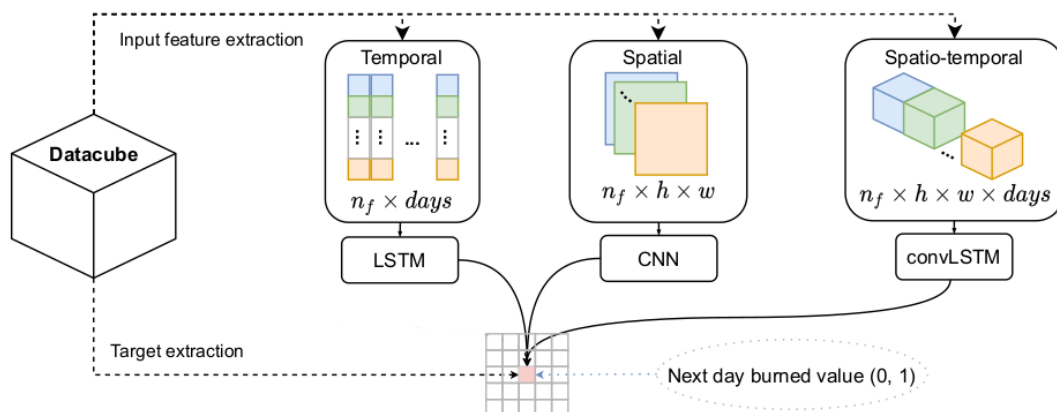 Input feature extraction
Temporal
Spatial
Spatio-temporal
Datacube
...
n_f × days
n_f × h × w
n_f × h × w × days
LSTM
CNN
convLSTM
Target extraction
Next day burned value (0, 1)